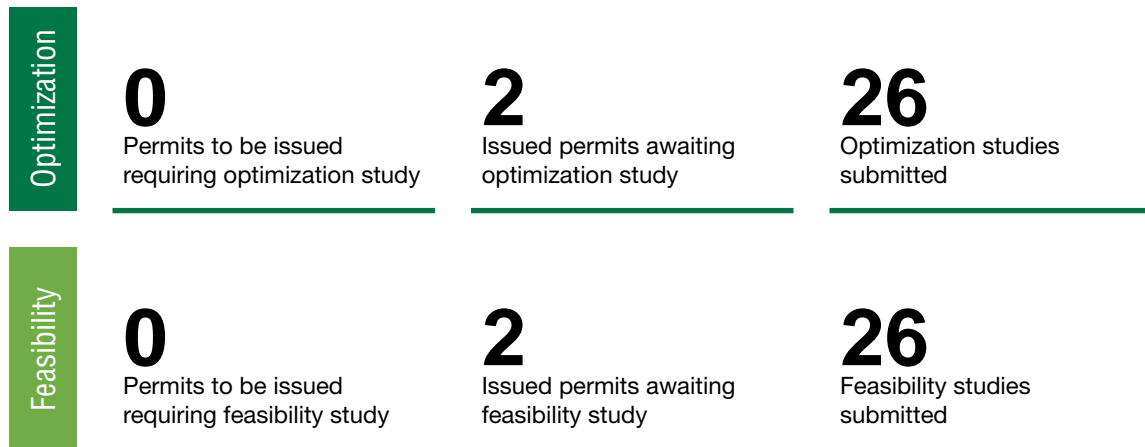 Optimization
0
Permits to be issued
requiring optimization study
2
Issued permits awaiting
optimization study
26
Optimization studies
submitted
Feasibility
0
Permits to be issued
requiring feasibility study
2
Issued permits awaiting
feasibility study
26
Feasibility studies
submitted